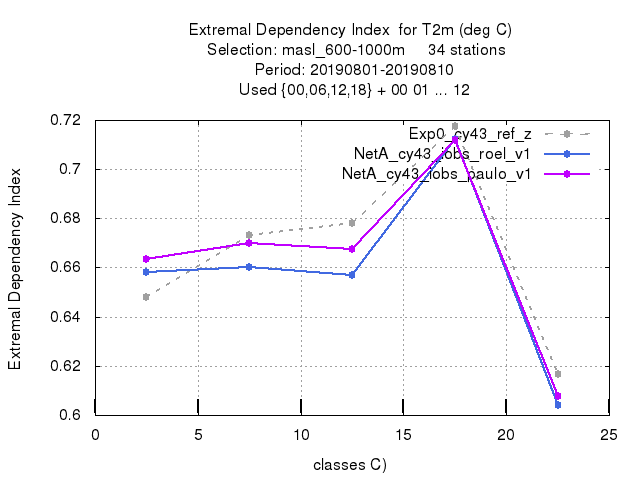 Extremal Dependency Index  for T2m (deg C)
Selection: masl_600-1000m     34 stations
Period: 20190801-20190810
Used {00,06,12,18} + 00 01 ... 12
Exp0_cy43_ref_z
NetA_cy43_iobs_roel_v1
NetA_cy43_iobs_paulo_v1
Extremal Dependency Index
0.72
0.7
0.68
0.66
0.64
0.62
0.6
0 5 10 15 20 25
classes C)